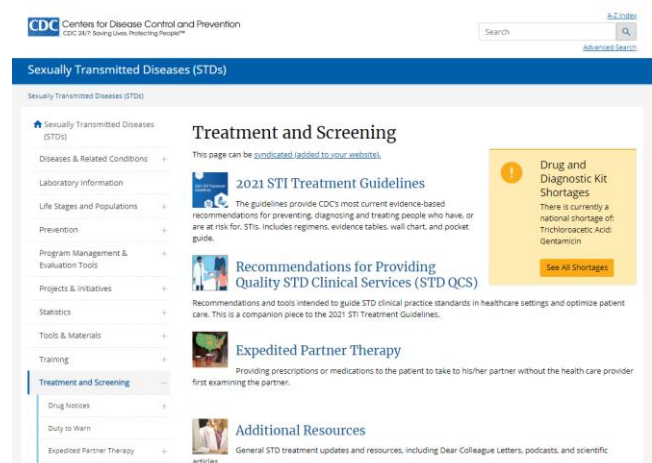 A-Z Index
CDC Centers for Disease Control and Prevention
CDC 24/7: Saving Lives, Protecting People™
Search
Advanced Search
Sexually Transmitted Diseases (STDs)
Sexually Transmitted Diseases (STDs)
Sexually Transmitted Diseases
(STDs)
Diseases & Related Conditions +
Laboratory Information
Life Stages and Populations +
Prevention +
Program Management &
Evaluation Tools +
Projects & Initiatives +
Statistics +
Tools & Materials +
Training +
Treatment and Screening −
Drug Notices +
Duty to Warn
Expedited Partner Therapy +
Treatment and Screening
This page can be syndicated (added to your website).
2021 STI Treatment Guidelines
The guidelines provide CDC's most current evidence-based
recommendations for preventing, diagnosing and treating people who have, or
are at risk for, STIs. Includes regimens, evidence tables, wall chart, and pocket
guide.
Recommendations for Providing
Quality STD Clinical Services (STD QCS)
Recommendations and tools intended to guide STD clinical practice standards in healthcare settings and optimize patient
care. This is a companion piece to the 2021 STI Treatment Guidelines.
Expedited Partner Therapy
Providing prescriptions or medications to the patient to take to his/her partner without the health care provider
first examining the partner.
Additional Resources
General STD treatment updates and resources, including Dear Colleague Letters, podcasts, and scientific
articles.
Drug and
Diagnostic Kit
Shortages
There is currently a
national shortage of:
Trichloroacetic Acid;
Gentamicin
See All Shortages